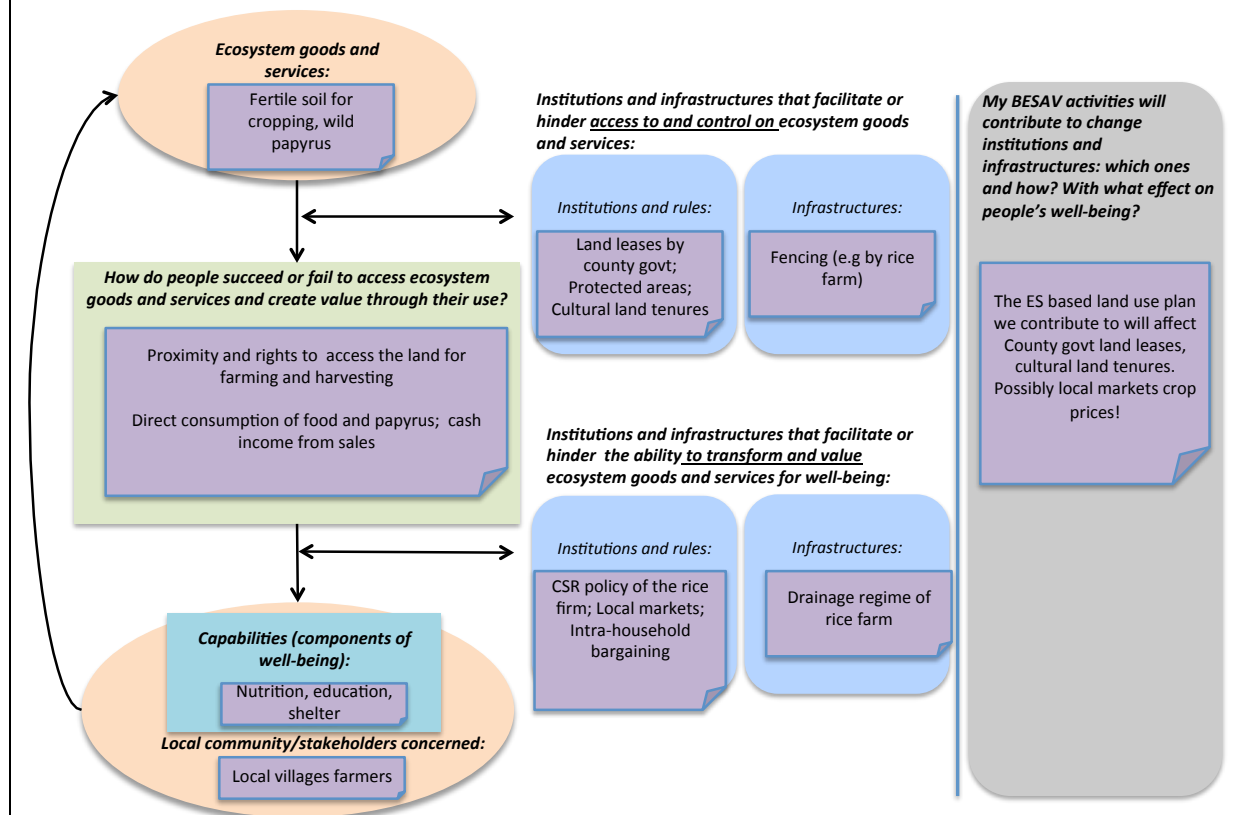 Ecosystem goods and
services:
Fertile soil for
cropping, wild
papyrus
How do people succeed or fail to access ecosystem
goods and services and create value through their use?
Proximity and rights to access the land for
farming and harvesting
Direct consumption of food and papyrus; cash
income from sales
Capabilities (components of
well-being):
Nutrition, education,
shelter
Local community/stakeholders concerned:
Local villages farmers
Institutions and infrastructures that facilitate or
hinder access to and control on ecosystem goods
and services:
Institutions and rules:
Land leases by
county govt;
Protected areas;
Cultural land tenures
Infrastructures:
Fencing (e.g by rice
farm)
Institutions and infrastructures that facilitate or
hinder the ability to transform and value
ecosystem goods and services for well-being:
Institutions and rules:
CSR policy of the rice
firm; Local markets;
Intra-household
bargaining
Infrastructures:
Drainage regime of
rice farm
My BESAV activities will
contribute to change
institutions and
infrastructures: which ones
and how? With what effect on
people's well-being?
The ES based land use plan
we contribute to will affect
County govt land leases,
cultural land tenures.
Possibly local markets crop
prices!